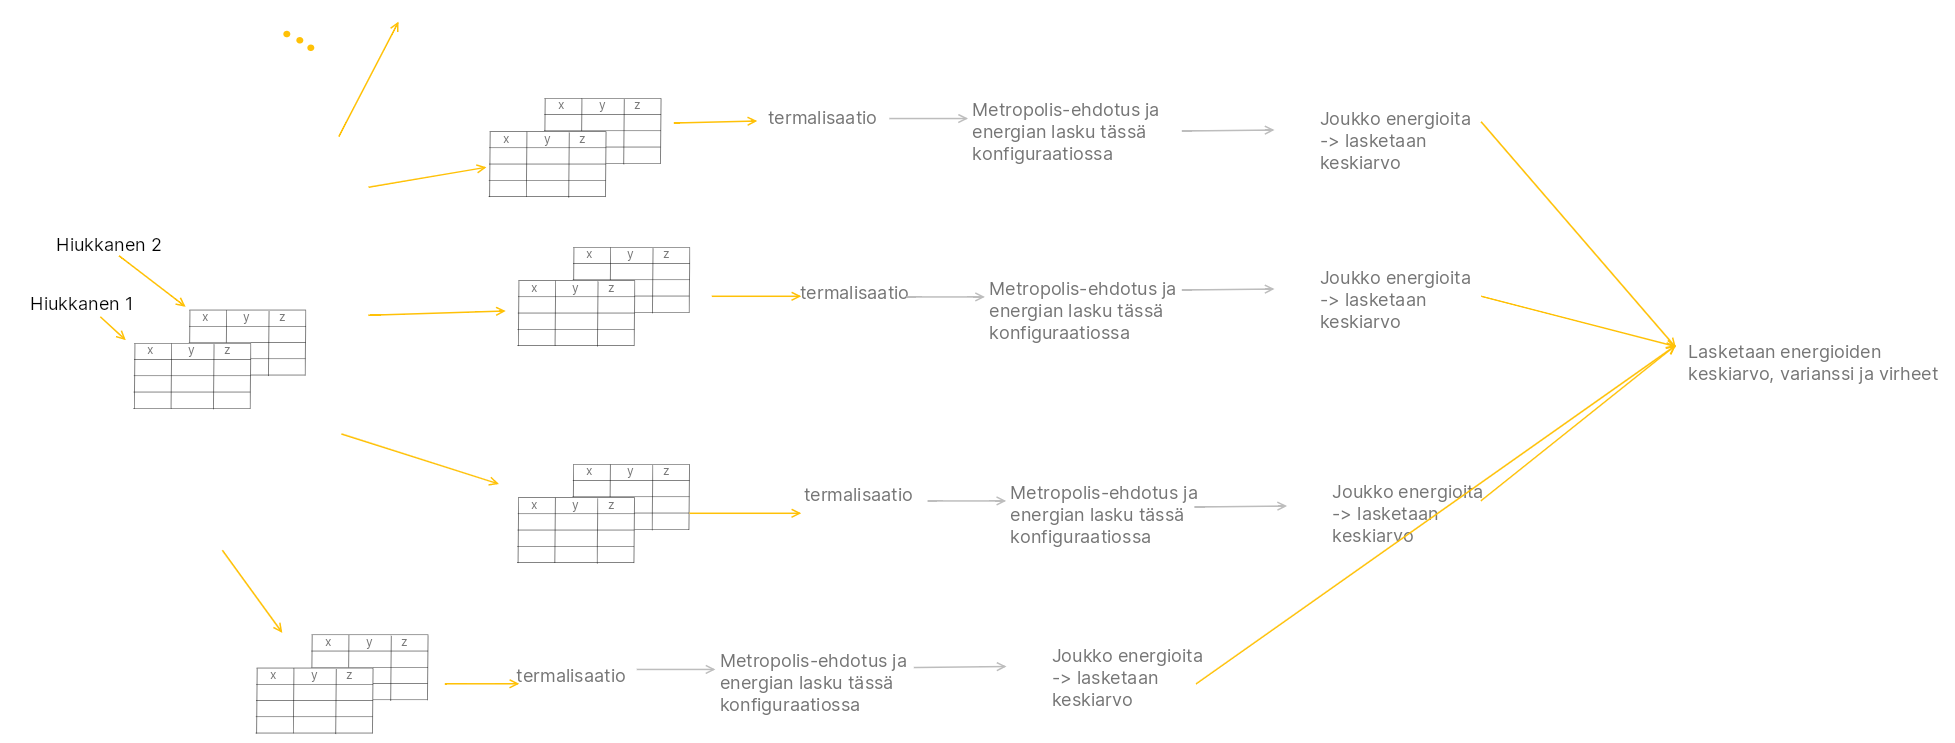 x y z
x y z
termalisaatio
Metropolis-ehdotus ja
energian lasku tässä
konfiguraatiossa
Joukko energioita
-> lasketaan
keskiarvo
Hiukkanen 2
Hiukkanen 1
x y z
x y z
x y z
x y z
termalisaatio
Metropolis-ehdotus ja
energian lasku tässä
konfiguraatiossa
Joukko energioita
-> lasketaan
keskiarvo
Lasketaan energioiden
keskiarvo, varianssi ja virheet
x y z
x y z
termalisaatio
Metropolis-ehdotus ja
energian lasku tässä
konfiguraatiossa
Joukko energioita
-> lasketaan
keskiarvo
x y z
x y z
termalisaatio
Metropolis-ehdotus ja
energian lasku tässä
konfiguraatiossa
Joukko energioita
-> lasketaan
keskiarvo